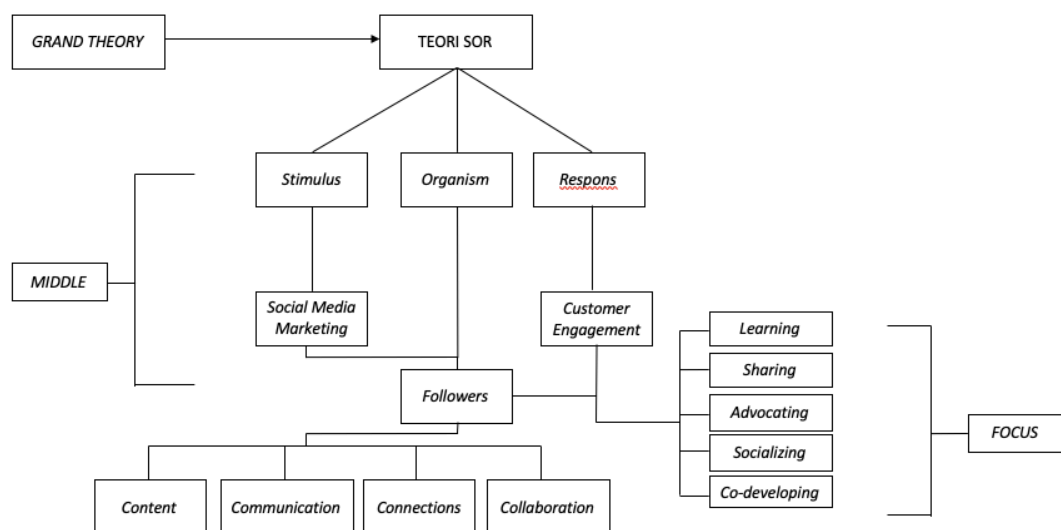 GRAND THEORY
TEORI SOR
Stimulus
Organism
Respons
MIDDLE
Social Media
Marketing
Customer
Engagement
Learning
Sharing
Followers
Advocating
FOCUS
Socializing
Co-developing
Content
Communication
Connections
Collaboration